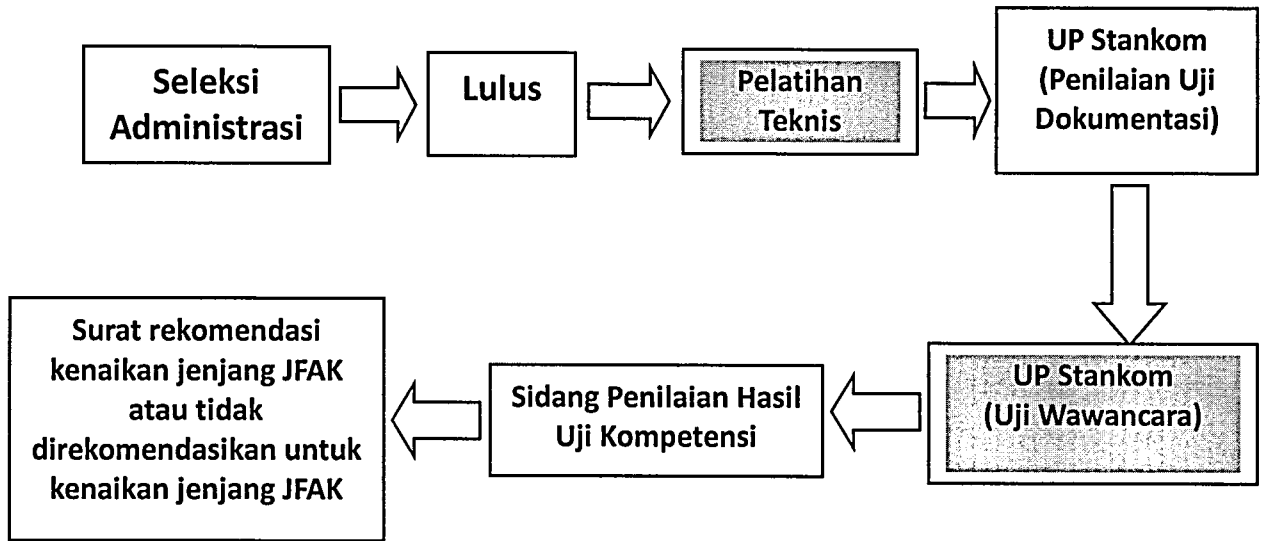 Seleksi
Administrasi
Lulus
Pelatihan
Teknis
UP Stankom
(Penilaian Uji
Dokumentasi)
UP Stankom
(Uji Wawancara)
Sidang Penilaian Hasil
Uji Kompetensi
Surat rekomendasi
kenaikan jenjang JFAK
atau tidak
direkomendasikan untuk
kenaikan jenjang JFAK